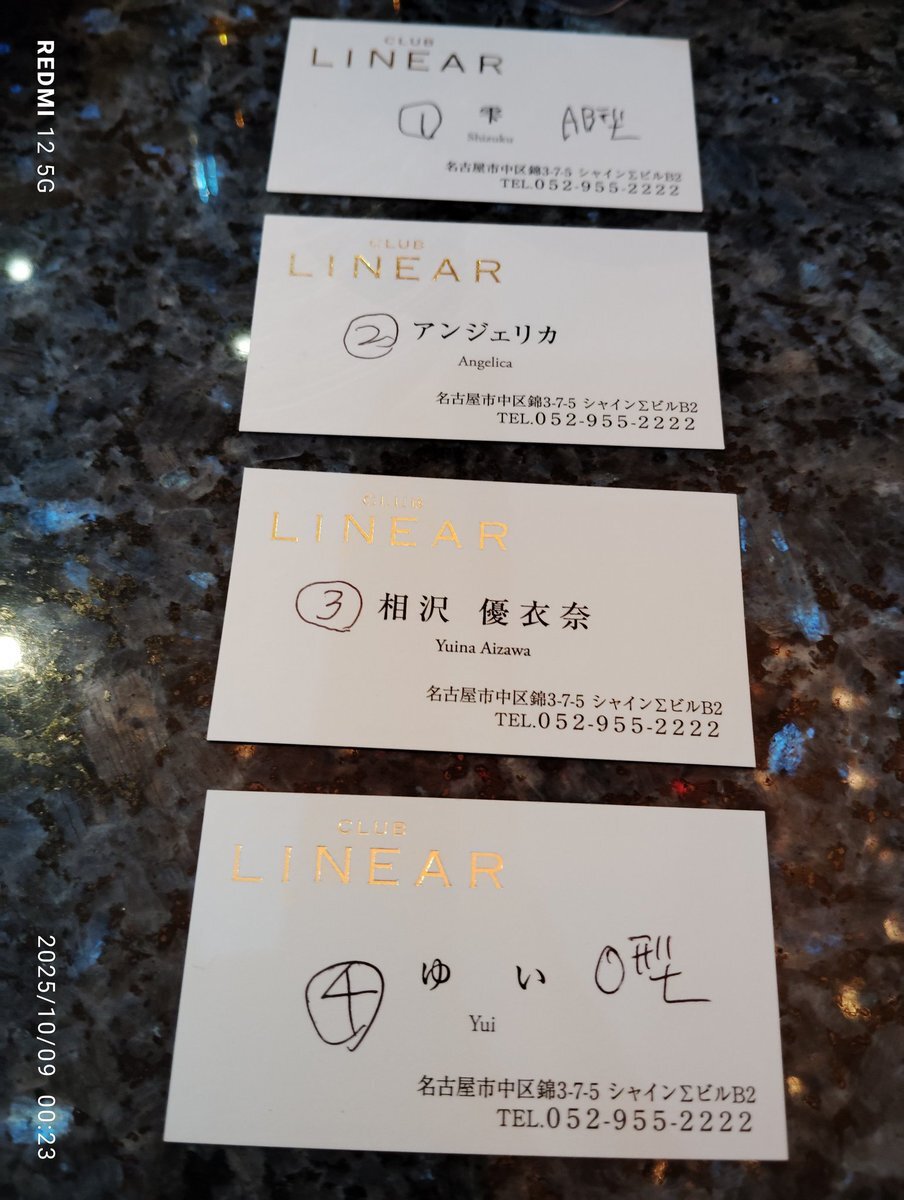 CLUB
LINEAR
① 雫 AB型
Shizuku
名古屋市中区錦3-7-5 シャインΣビルB2
TEL.052-955-2222
CLUB
LINEAR
② アンジェリカ
Angelica
名古屋市中区錦3-7-5 シャインΣビルB2
TEL.052-955-2222
CLUB
LINEAR
③ 相沢 優衣奈
Yuina Aizawa
名古屋市中区錦3-7-5 シャインΣビルB2
TEL.052-955-2222
CLUB
LINEAR
④ ゆい O型
Yui
名古屋市中区錦3-7-5 シャインΣビルB2
TEL.052-955-2222
REDMI 12 5G
2025/10/09 00:23